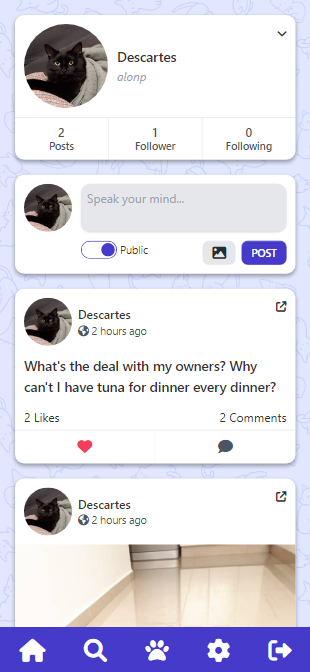 Descartes
alonp
2
Posts
1
Follower
0
Following
Speak your mind...
Public
POST
Descartes
2 hours ago
What's the deal with my owners? Why
can't I have tuna for dinner every dinner?
2 Likes
2 Comments
Descartes
2 hours ago